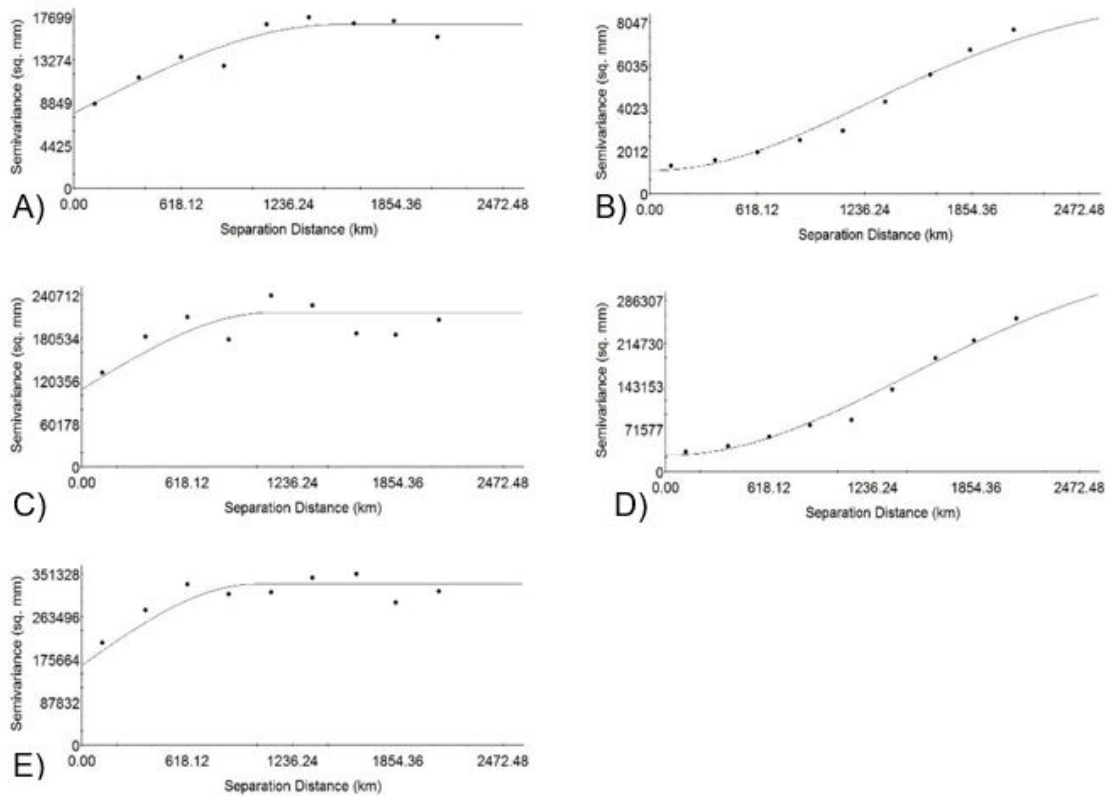 17699
13274
8849
4425
0
0.00 618.12 1236.24 1854.36 2472.48
Separation Distance (km)
Semivariance (sq. mm)
A)
8047
6035
4023
2012
0
0.00 618.12 1236.24 1854.36 2472.48
Separation Distance (km)
Semivariance (sq. mm)
B)
240712
180534
120356
60178
0
0.00 618.12 1236.24 1854.36 2472.48
Separation Distance (km)
Semivariance (sq. mm)
C)
286307
214730
143153
71577
0
0.00 618.12 1236.24 1854.36 2472.48
Separation Distance (km)
Semivariance (sq. mm)
D)
351328
263496
175664
87832
0
0.00 618.12 1236.24 1854.36 2472.48
Separation Distance (km)
Semivariance (sq. mm)
E)